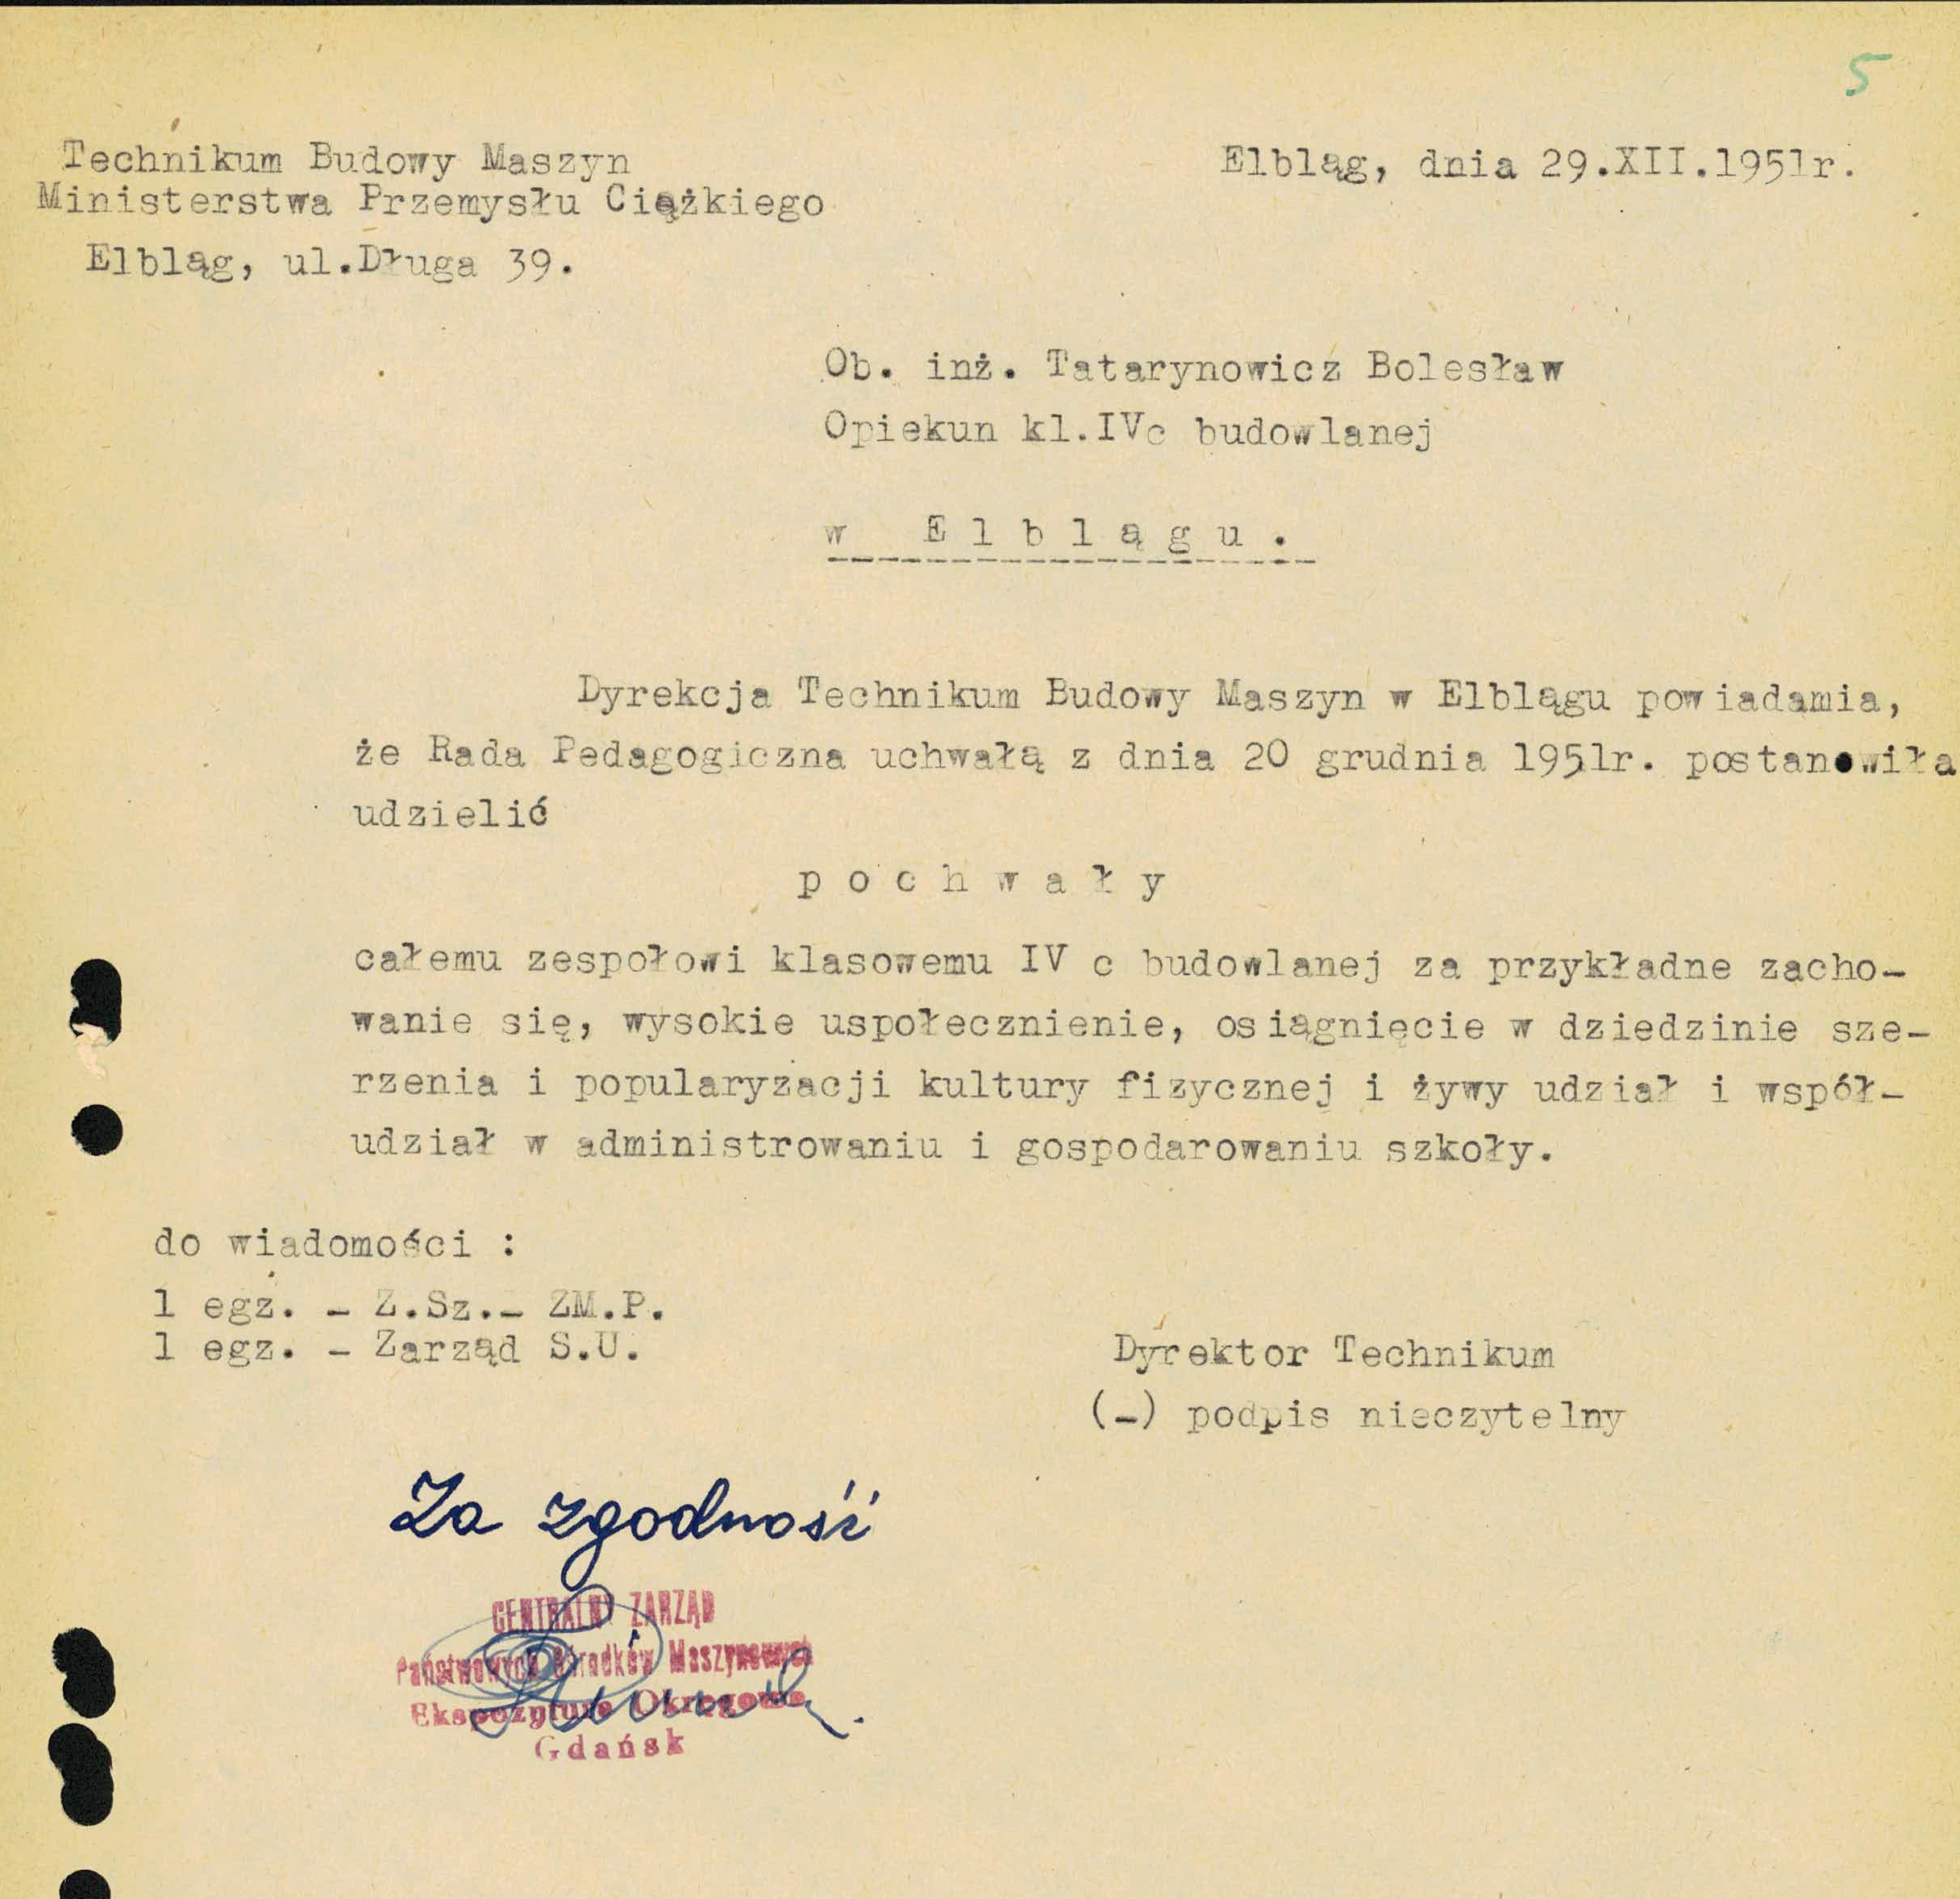 5
Technikum Budowy Maszyn
Ministerstwa Przemysłu Ciążkiego
Elbląg, ul.Długa 39.
Elbląg, dnia 29.XII.1951r.
Ob. inż. Tatarynowicz Bolesław
Opiekun kl.IVc budowlanej
w E l b l ą g u .
Dyrekcja Technikum Budowy Maszyn w Elblągu powiadamia,
że Rada Pedagogiczna uchwałą z dnia 20 grudnia 1951r. postanowiła
udzielić
p o c h w a ł y
całemu zespołowi klasowemu IV c budowlanej za przykładne zacho-
wanie się, wysokie uspołecznienie, osiągnięcie w dziedzinie sze-
rzenia i popularyzacji kultury fizycznej i żywy udział i współ-
udział w administrowaniu i gospodarowaniu szkoły.
do wiadomości :
1 egz. - Z.Sz.- ZM.P.
1 egz. - Zarząd S.U.
Dyrektor Technikum
(-) podpis nieczytelny
Za zgodność
CENTRALNY ZARZĄD
Państwowych Ośrodków Maszynowych
Ekspozytura Okręgowa
Gdańsk